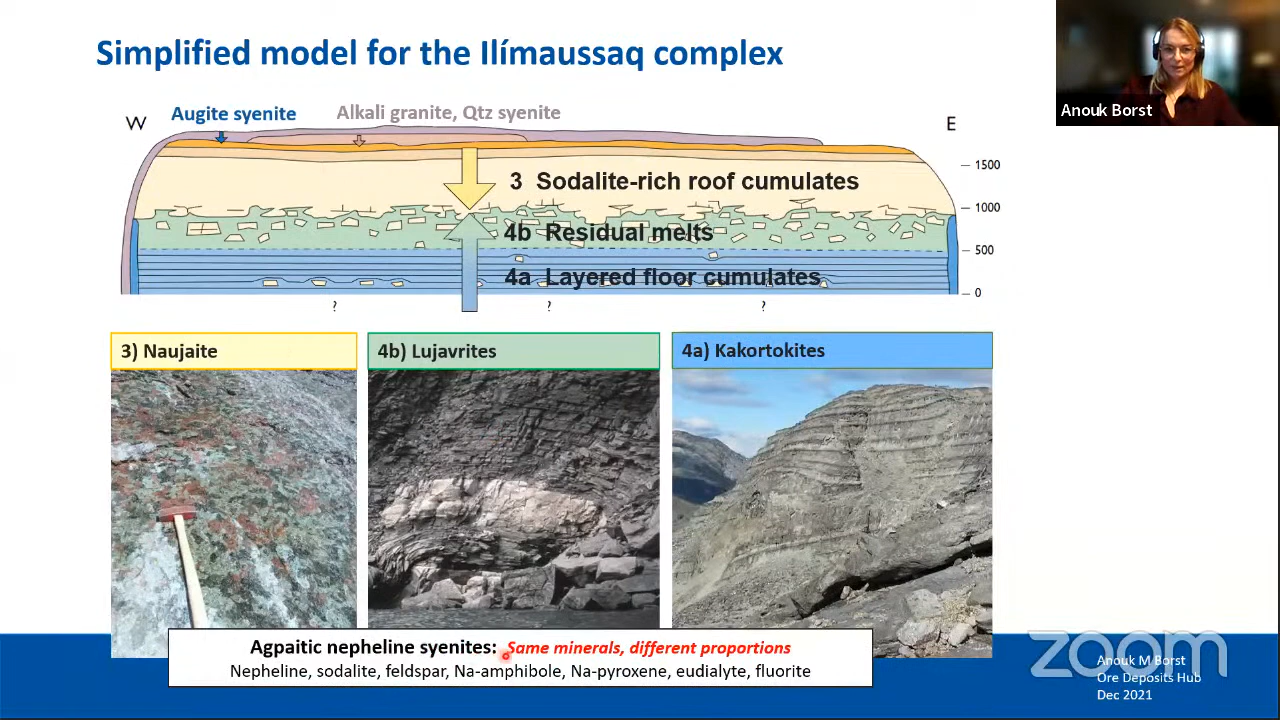 Simplified model for the Ilímaussaq complex
Anouk Borst
W
Augite syenite
Alkali granite, Qtz syenite
E
1500
3 Sodalite-rich roof cumulates
1000
4b Residual melts
500
4a Layered floor cumulates
0
? ? ?
3) Naujaite
4b) Lujavrites
4a) Kakortokites
Agpaitic nepheline syenites: Same minerals, different proportions
Nepheline, sodalite, feldspar, Na-amphibole, Na-pyroxene, eudialyte, fluorite
zoom
Anouk M Borst
Ore Deposits Hub
Dec 2021